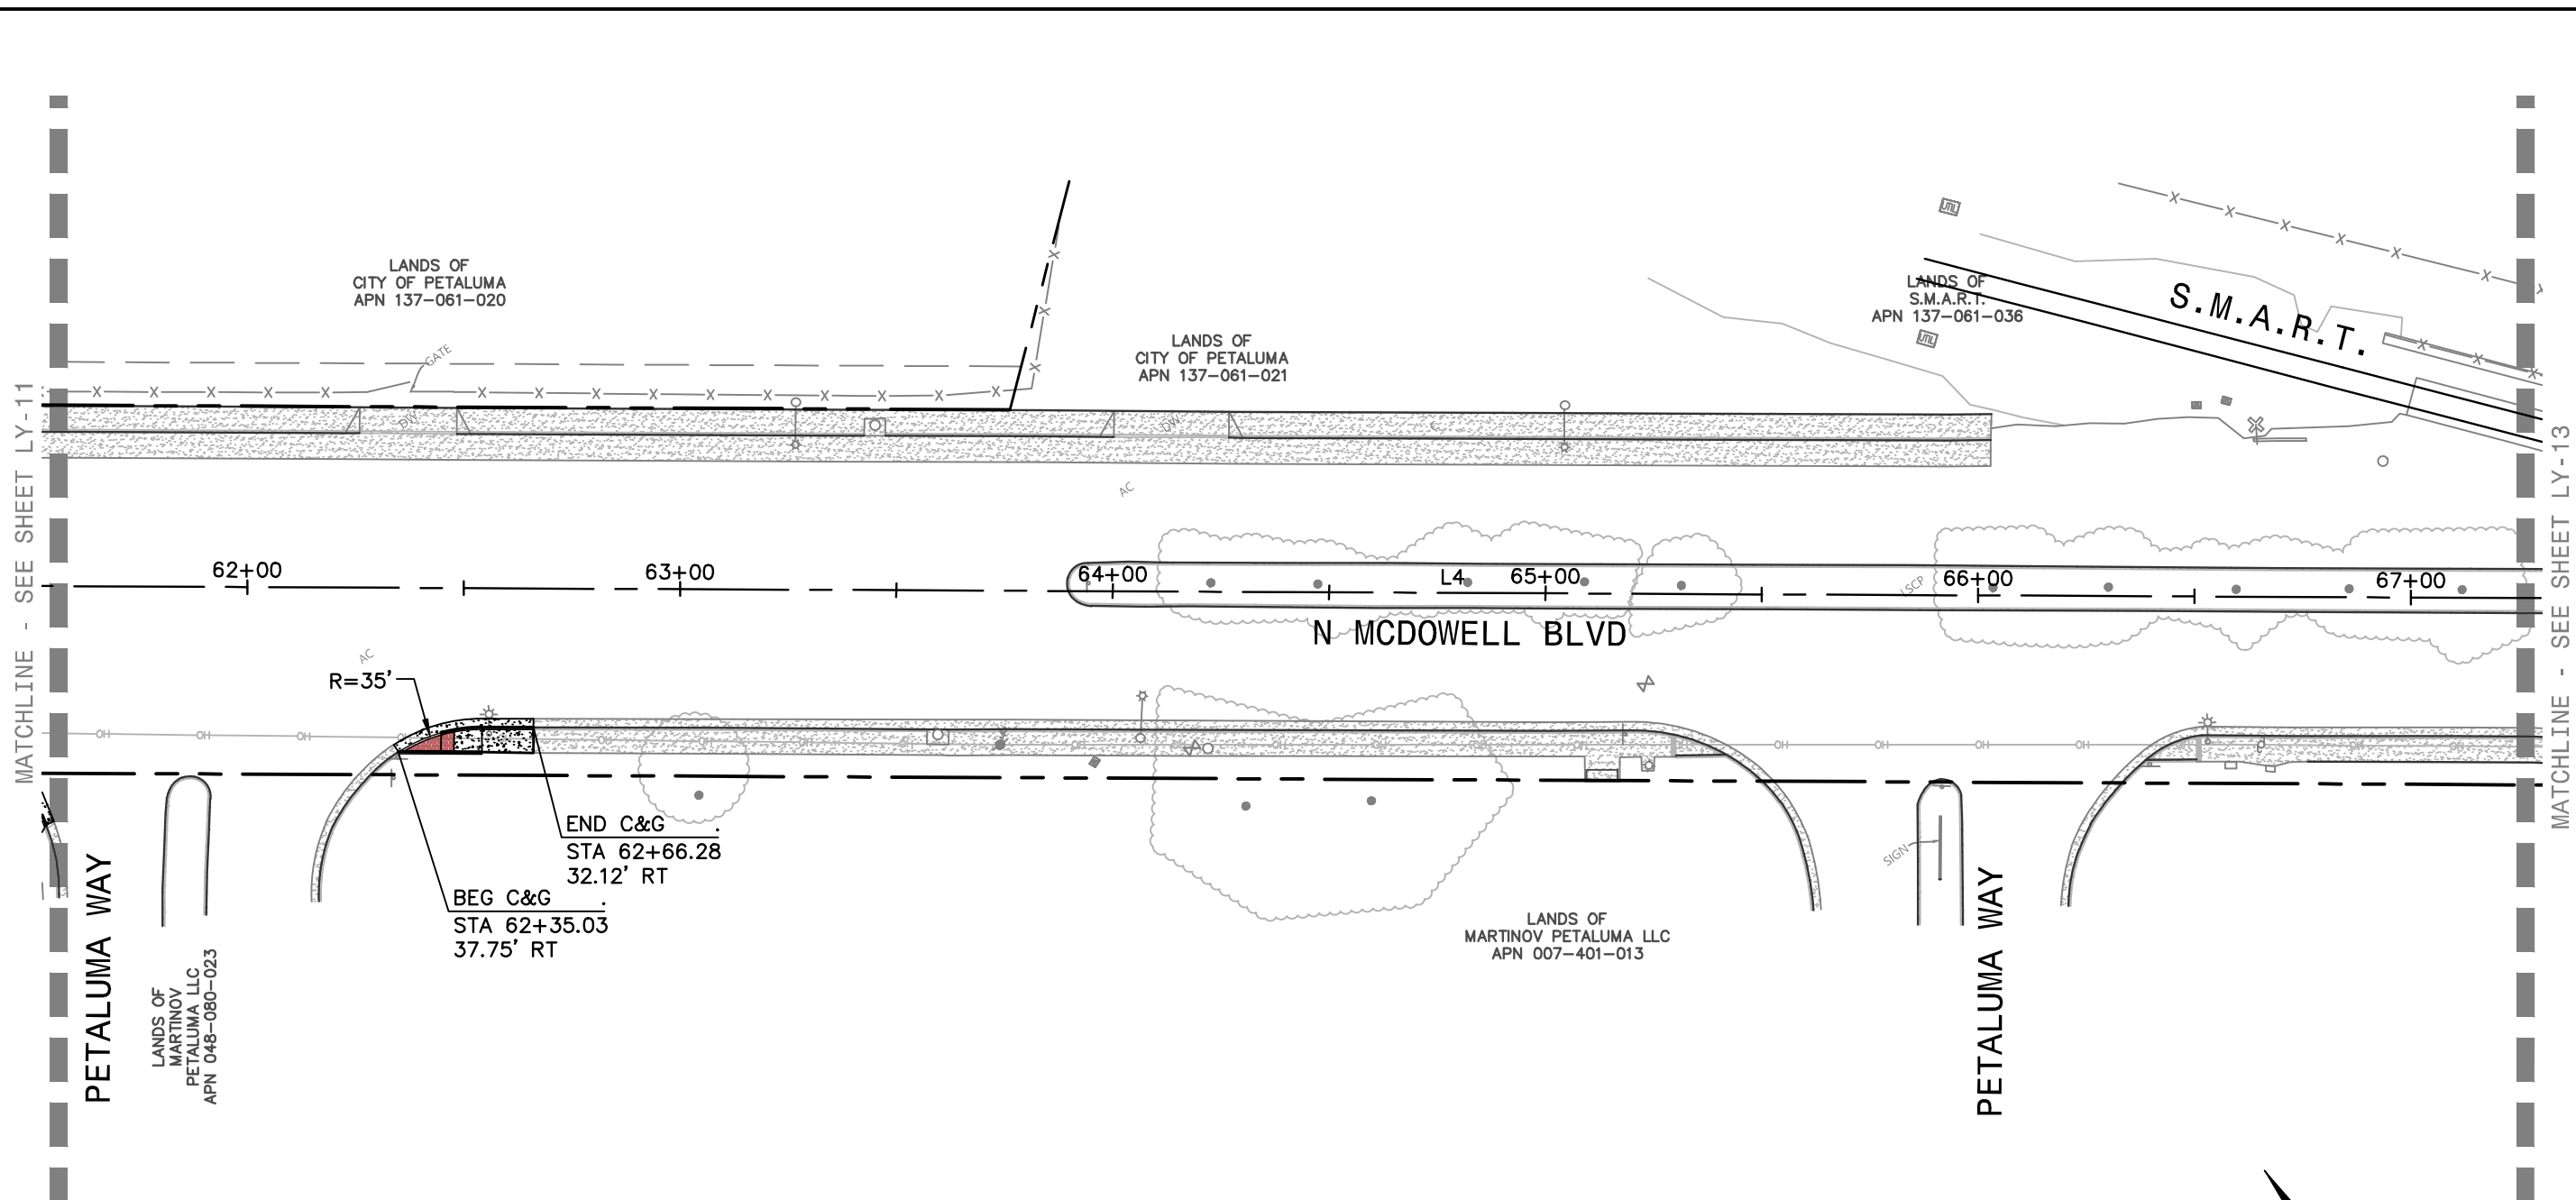 MATCHLINE - SEE SHEET LY-11
LANDS OF
CITY OF PETALUMA
APN 137-061-020
GATE
LANDS OF
CITY OF PETALUMA
APN 137-061-021
LANDS OF
S.M.A.R.T.
APN 137-061-036
S.M.A.R.T.
DW
DW
AC
62+00
63+00
64+00
L4
65+00
LSCP
66+00
67+00
N MCDOWELL BLVD
AC
R=35'
END C&G
STA 62+66.28
32.12' RT
BEG C&G
STA 62+35.03
37.75' RT
SIGN
PETALUMA WAY
LANDS OF
MARTINOV
PETALUMA LLC
APN 048-080-023
LANDS OF
MARTINOV PETALUMA LLC
APN 007-401-013
PETALUMA WAY
MATCHLINE - SEE SHEET LY-13